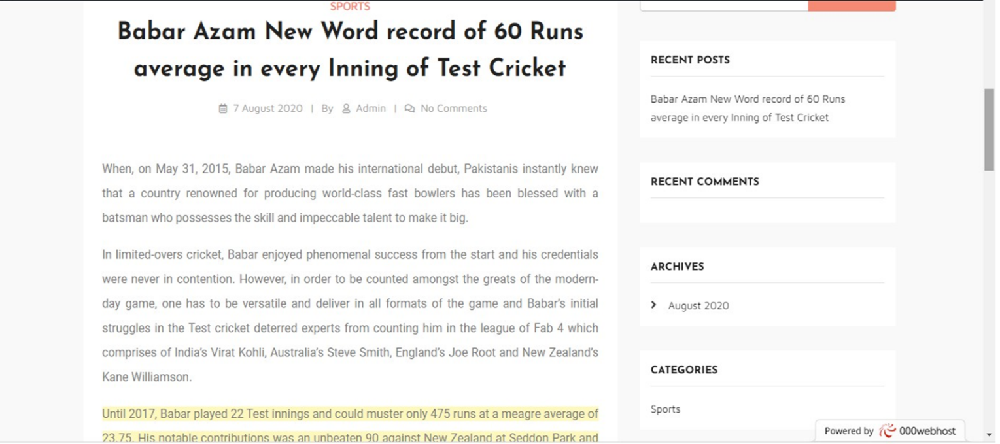 SPORTS
Babar Azam New Word record of 60 Runs
average in every Inning of Test Cricket
7 August 2020 | By Admin | No Comments
When, on May 31, 2015, Babar Azam made his international debut, Pakistanis instantly knew
that a country renowned for producing world-class fast bowlers has been blessed with a
batsman who possesses the skill and impeccable talent to make it big.
In limited-overs cricket, Babar enjoyed phenomenal success from the start and his credentials
were never in contention. However, in order to be counted amongst the greats of the modern-
day game, one has to be versatile and deliver in all formats of the game and Babar's initial
struggles in the Test cricket deterred experts from counting him in the league of Fab 4 which
comprises of India's Virat Kohli, Australia's Steve Smith, England's Joe Root and New Zealand's
Kane Williamson.
Until 2017, Babar played 22 Test innings and could muster only 475 runs at a meagre average of
23.75. His notable contributions was an unbeaten 90 against New Zealand at Seddon Park and
RECENT POSTS
Babar Azam New Word record of 60 Runs
average in every Inning of Test Cricket
RECENT COMMENTS
ARCHIVES
August 2020
CATEGORIES
Sports
Powered by 000webhost